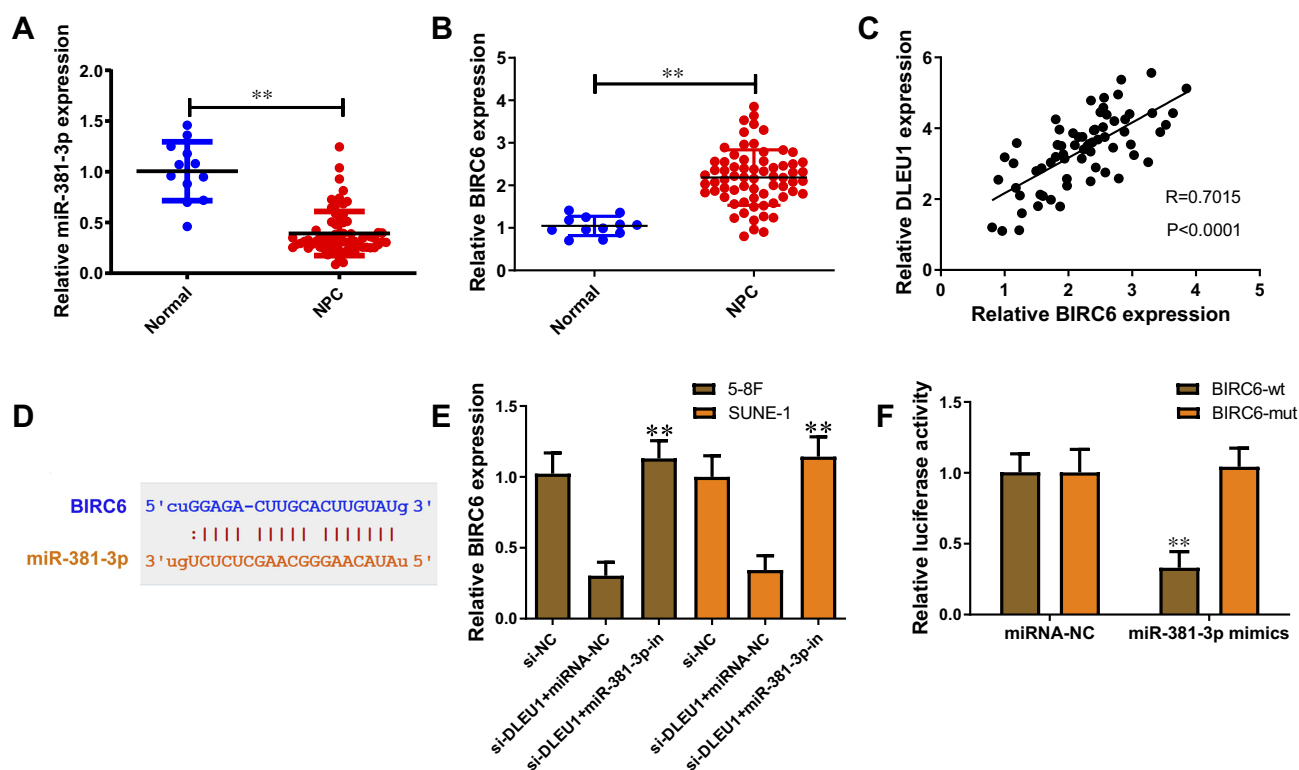 A
Relative miR-381-3p expression
2.0
1.5
1.0
0.5
0.0
**
Normal
NPC
B
Relative BIRC6 expression
5
4
3
2
1
0
**
Normal
NPC
C
Relative DLEU1 expression
6
4
2
0
R=0.7015
P<0.0001
0 1 2 3 4 5
Relative BIRC6 expression
D
BIRC6 5'cuGGAGA-CUUGCACUUGUAUg3'
:|||| ||||| |||||||
miR-381-3p 3'ugUCUCUCGAACGGGAACAUAu5'
E
Relative BIRC6 expression
5-8F
SUNE-1
1.5
1.0
0.5
0.0
**
**
si-NC
si-DLEU1+miRNA-NC
si-DLEU1+miR-381-3p-in
si-NC
si-DLEU1+miRNA-NC
si-DLEU1+miR-381-3p-in
F
Relative luciferase activity
BIRC6-wt
BIRC6-mut
1.5
1.0
0.5
0.0
**
miRNA-NC
miR-381-3p mimics